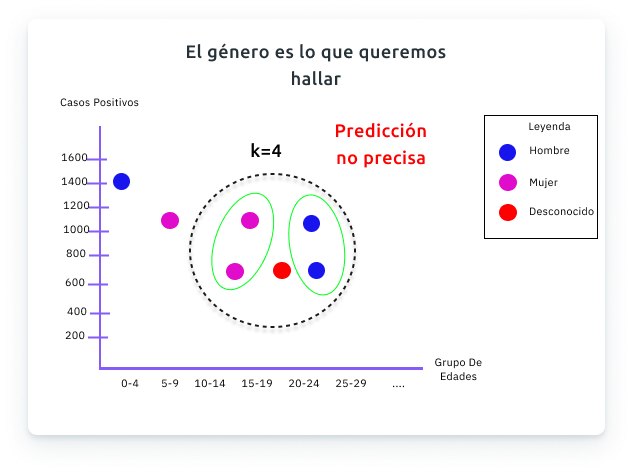 El género es lo que queremos
hallar
Casos Positivos
Predicción
no precisa
k=4
Leyenda
Hombre
Mujer
Desconocido
1600
1400
1200
1000
800
600
400
200
Grupo De
Edades
0-4 5-9 10-14 15-19 20-24 25-29 ....